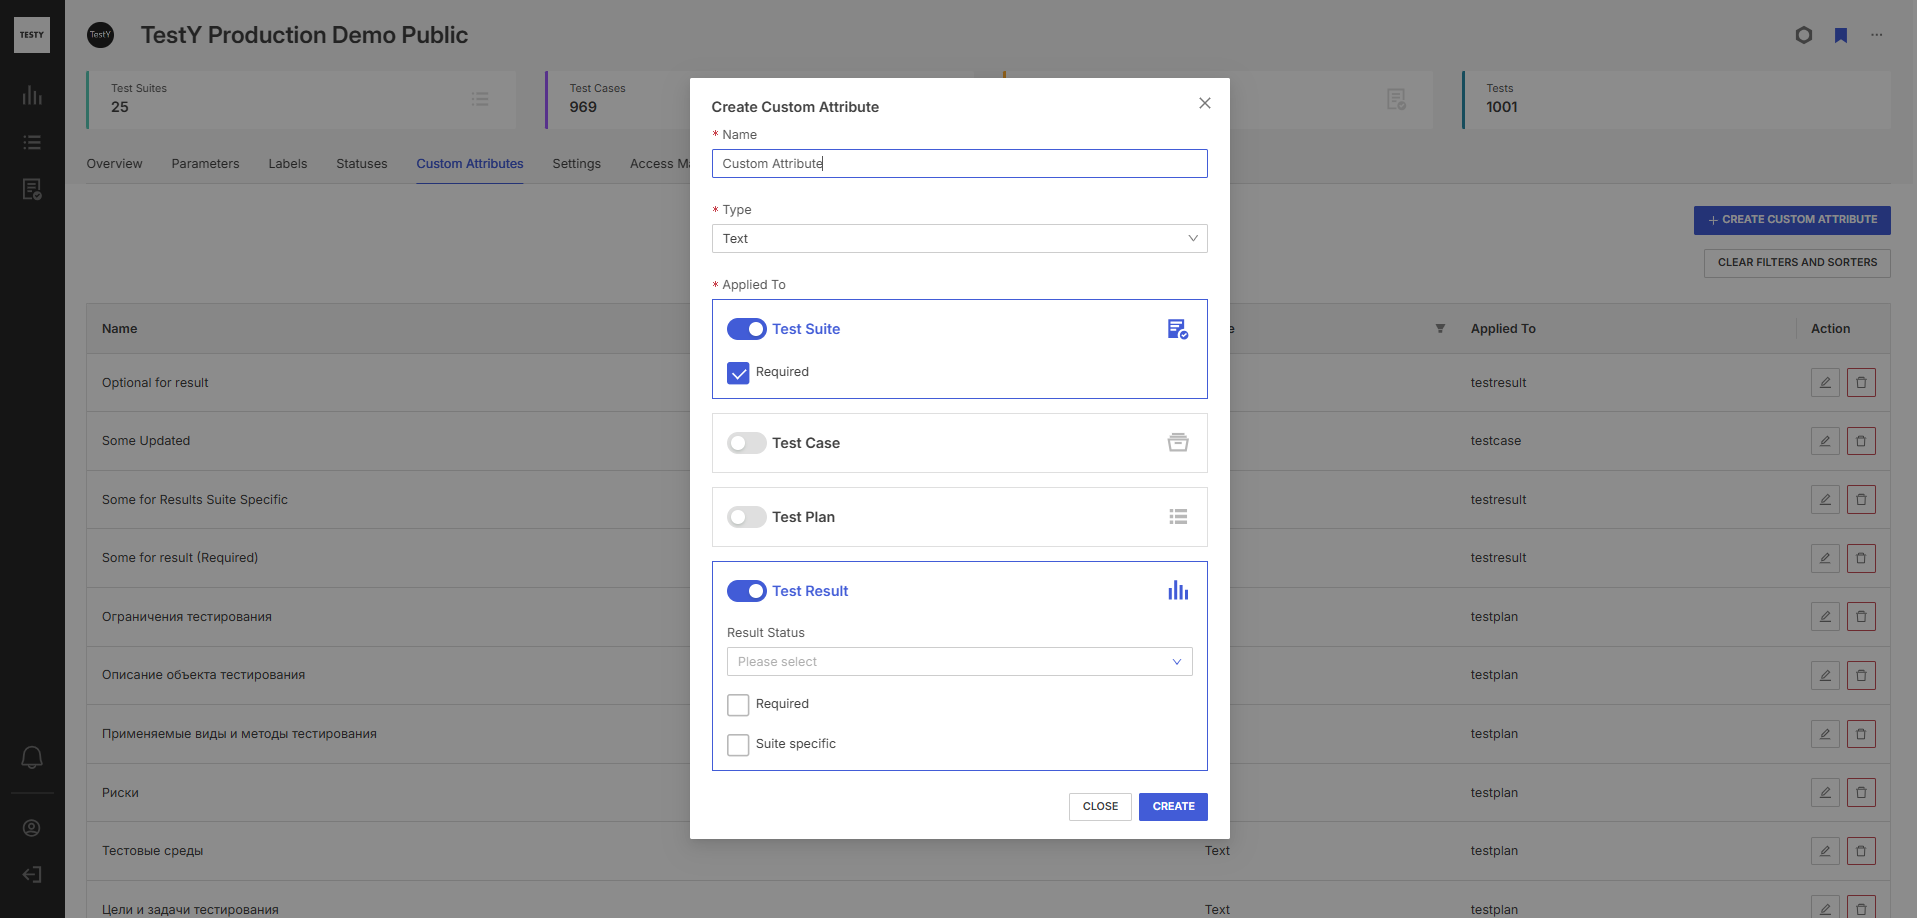 TESTY
TestY
TestY Production Demo Public
Test Suites
25
Test Cases
969
Tests
1001
Overview
Parameters
Labels
Statuses
Custom Attributes
Settings
Access Ma
CREATE CUSTOM ATTRIBUTE
CLEAR FILTERS AND SORTERS
Name
e
Applied To
Action
Optional for result
testresult
Some Updated
testcase
Some for Results Suite Specific
testresult
Some for result (Required)
testresult
Ограничения тестирования
testplan
Описание объекта тестирования
testplan
Применяемые виды и методы тестирования
testplan
Риски
testplan
Тестовые среды
Text
testplan
Цели и задачи тестирования
Text
testplan
Create Custom Attribute
* Name
Custom Attribute
* Type
Text
* Applied To
Test Suite
Required
Test Case
Test Plan
Test Result
Result Status
Please select
Required
Suite specific
CLOSE
CREATE